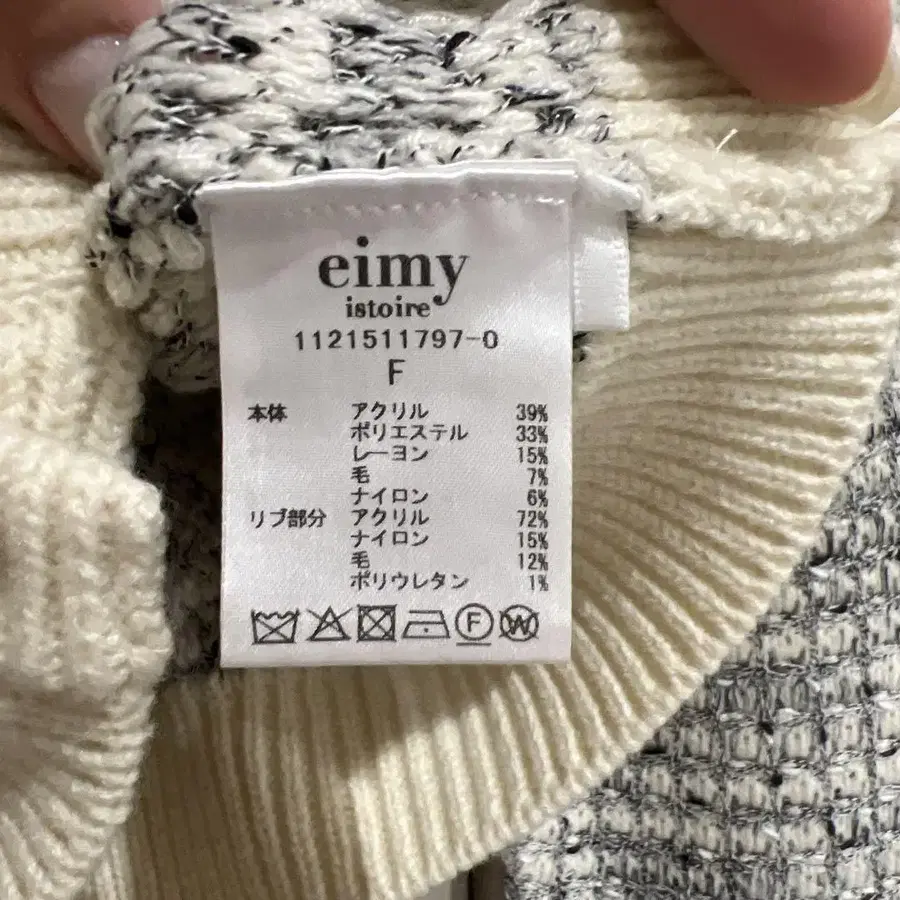 eimy
istoire
1121511797-0
F
本体 アクリル 39%
ポリエステル 33%
レーヨン 15%
毛 7%
ナイロン 6%
リブ部分 アクリル 72%
ナイロン 15%
毛 12%
ポリウレタン 1%
F W